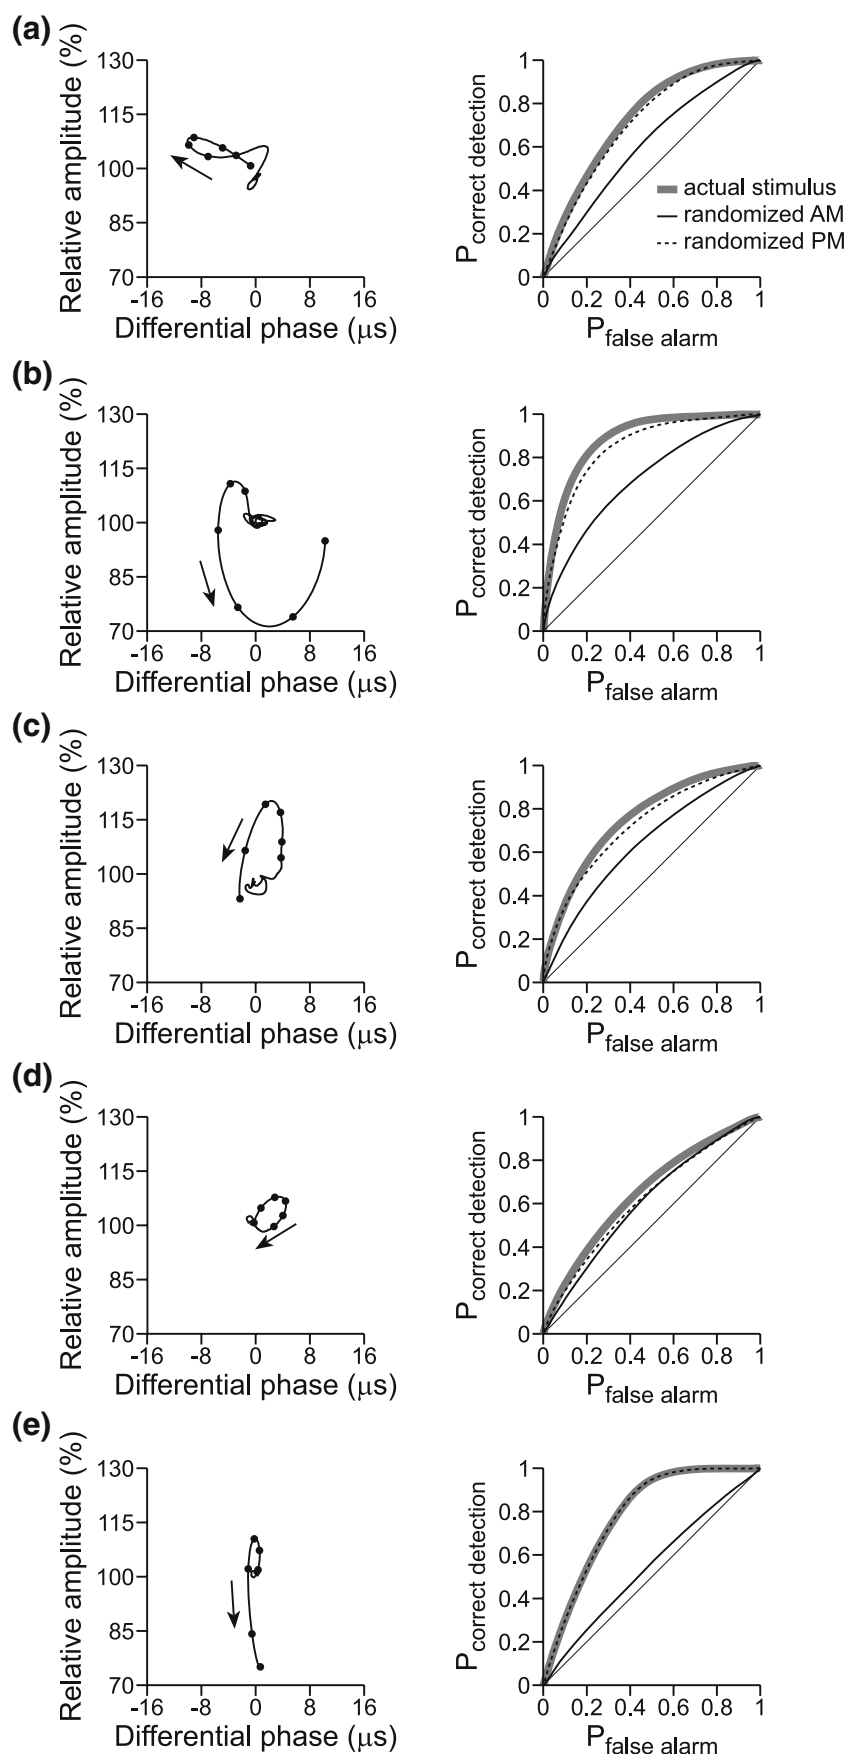 (a)
Relative amplitude (%)
130
115
100
85
70
-16 -8 0 8 16
Differential phase (μs)
P correct detection
1
0.8
0.6
0.4
0.2
0
0 0.2 0.4 0.6 0.8 1
P false alarm
actual stimulus
randomized AM
randomized PM
(b)
Relative amplitude (%)
130
115
100
85
70
-16 -8 0 8 16
Differential phase (μs)
P correct detection
1
0.8
0.6
0.4
0.2
0
0 0.2 0.4 0.6 0.8 1
P false alarm
(c)
Relative amplitude (%)
130
115
100
85
70
-16 -8 0 8 16
Differential phase (μs)
P correct detection
1
0.8
0.6
0.4
0.2
0
0 0.2 0.4 0.6 0.8 1
P false alarm
(d)
Relative amplitude (%)
130
115
100
85
70
-16 -8 0 8 16
Differential phase (μs)
P correct detection
1
0.8
0.6
0.4
0.2
0
0 0.2 0.4 0.6 0.8 1
P false alarm
(e)
Relative amplitude (%)
130
115
100
85
70
-16 -8 0 8 16
Differential phase (μs)
P correct detection
1
0.8
0.6
0.4
0.2
0
0 0.2 0.4 0.6 0.8 1
P false alarm